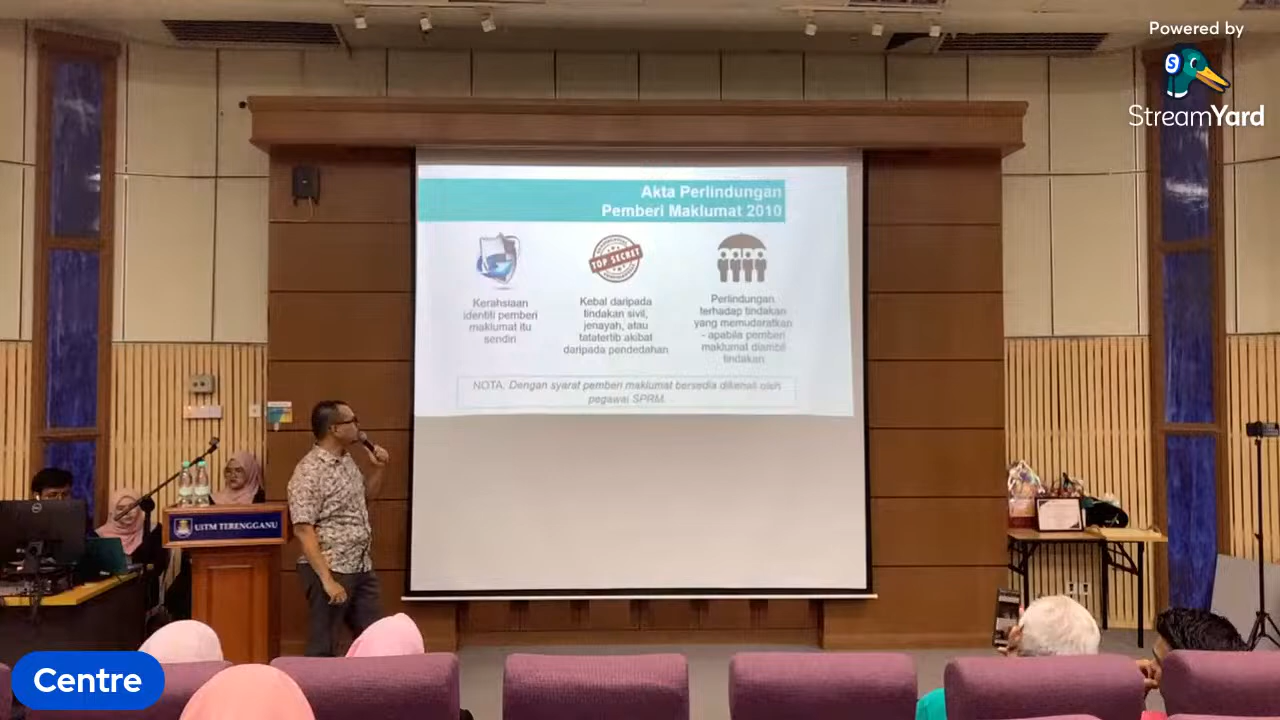 Powered by
StreamYard
Akta Perlindungan
Pemberi Maklumat 2010
TOP SECRET
Kerahsiaan
identiti pemberi
maklumat itu
sendiri
Kebal daripada
tindakan sivil,
jenayah, atau
tatatertib akibat
daripada pendedahan
Perlindungan
terhadap tindakan
yang memudaratkan
- apabila pemberi
maklumat diambil
tindakan
NOTA: Dengan syarat pemberi maklumat bersedia dikenali oleh
pegawai SPRM.
UiTM TERENGGANU
Centre